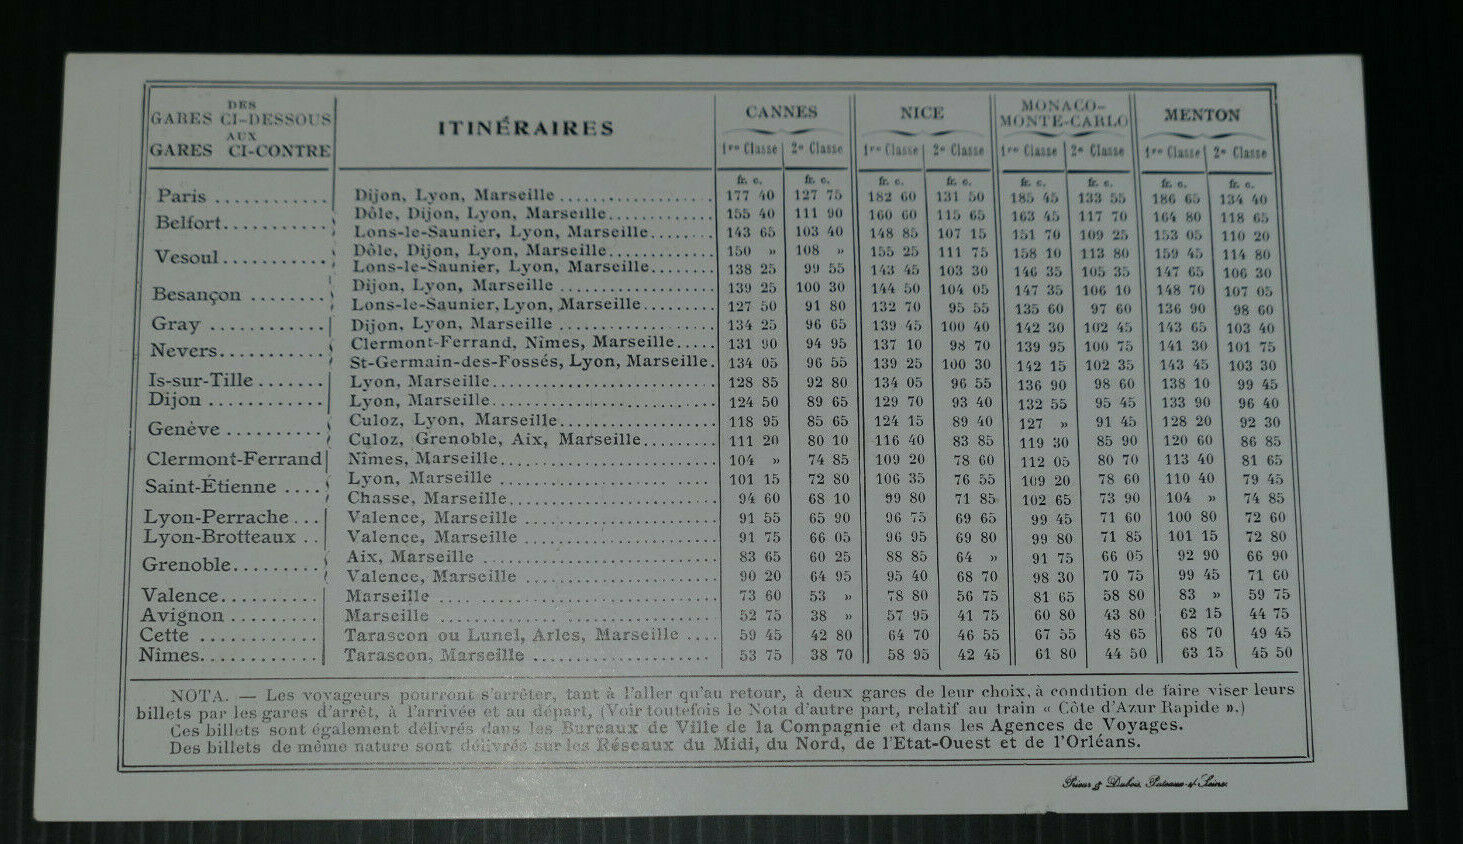 DES
GARES CI-DESSOUS
AUX
GARES CI-CONTRE
ITINÉRAIRES
CANNES NICE MONACO-MONTE-CARLO MENTON
1re Classe 2e Classe 1re Classe 2e Classe 1re Classe 2e Classe 1re Classe 2e Classe
fr. c. fr. c. fr. c. fr. c. fr. c. fr. c. fr. c. fr. c.
Paris Dijon, Lyon, Marseille 177 40 127 75 182 60 131 50 185 45 133 55 186 65 134 40
Belfort Dôle, Dijon, Lyon, Marseille 155 40 111 90 160 60 115 65 163 45 117 70 164 80 118 65
Lons-le-Saunier, Lyon, Marseille 143 65 103 40 148 85 107 15 151 70 109 25 153 05 110 20
Vesoul Dôle, Dijon, Lyon, Marseille 150 » 108 » 155 25 111 75 158 10 113 80 159 45 114 80
Lons-le-Saunier, Lyon, Marseille 138 25 99 55 143 45 103 30 146 35 105 35 147 65 106 30
Besançon Dijon, Lyon, Marseille 139 25 100 30 144 50 104 05 147 35 106 10 148 70 107 05
Lons-le-Saunier, Lyon, Marseille 127 50 91 80 132 70 95 55 135 60 97 60 136 90 98 60
Gray Dijon, Lyon, Marseille 134 25 96 65 139 45 100 40 142 30 102 45 143 65 103 40
Nevers Clermont-Ferrand, Nîmes, Marseille 131 90 94 95 137 10 98 70 139 95 100 75 141 30 101 75
St-Germain-des-Fossés, Lyon, Marseille. 134 05 96 55 139 25 100 30 142 15 102 35 143 45 103 30
Is-sur-Tille Lyon, Marseille 128 85 92 80 134 05 96 55 136 90 98 60 138 10 99 45
Dijon Lyon, Marseille 124 50 89 65 129 70 93 40 132 55 95 45 133 90 96 40
Genève Culoz, Lyon, Marseille 118 95 85 65 124 15 89 40 127 » 91 45 128 20 92 30
Culoz, Grenoble, Aix, Marseille 111 20 80 10 116 40 83 85 119 30 85 90 120 60 86 85
Clermont-Ferrand Nîmes, Marseille 104 » 74 85 109 20 78 60 112 05 80 70 113 40 81 65
Saint-Étienne Lyon, Marseille 101 15 72 80 106 35 76 55 109 20 78 60 110 40 79 45
Chasse, Marseille 94 60 68 10 99 80 71 85 102 65 73 90 104 » 74 85
Lyon-Perrache Valence, Marseille 91 55 65 90 96 75 69 65 99 45 71 60 100 80 72 60
Lyon-Brotteaux Valence, Marseille 91 75 66 05 96 95 69 80 99 80 71 85 101 15 72 80
Grenoble Aix, Marseille 83 65 60 25 88 85 64 » 91 75 66 05 92 90 66 90
Valence, Marseille 90 20 64 95 95 40 68 70 98 30 70 75 99 45 71 60
Valence Marseille 73 60 53 » 78 80 56 75 81 65 58 80 83 » 59 75
Avignon Marseille 52 75 38 » 57 95 41 75 60 80 43 80 62 15 44 75
Cette Tarascon ou Lunel, Arles, Marseille 59 45 42 80 64 70 46 55 67 55 48 65 68 70 49 45
Nîmes Tarascon, Marseille 53 75 38 70 58 95 42 45 61 80 44 50 63 15 45 50
NOTA. — Les voyageurs pourront s'arrêter, tant à l'aller qu'au retour, à deux gares de leur choix, à condition de faire viser leurs
billets par les gares d'arrêt, à l'arrivée et au départ, (Voir toutefois le Nota d'autre part, relatif au train « Côte d'Azur Rapide ».)
Ces billets sont également délivrés dans les Bureaux de Ville de la Compagnie et dans les Agences de Voyages.
Des billets de même nature sont délivrés sur les Réseaux du Midi, du Nord, de l'Etat-Ouest et de l'Orléans.
Prieur & Dubois, Puteaux-s/-Seine.